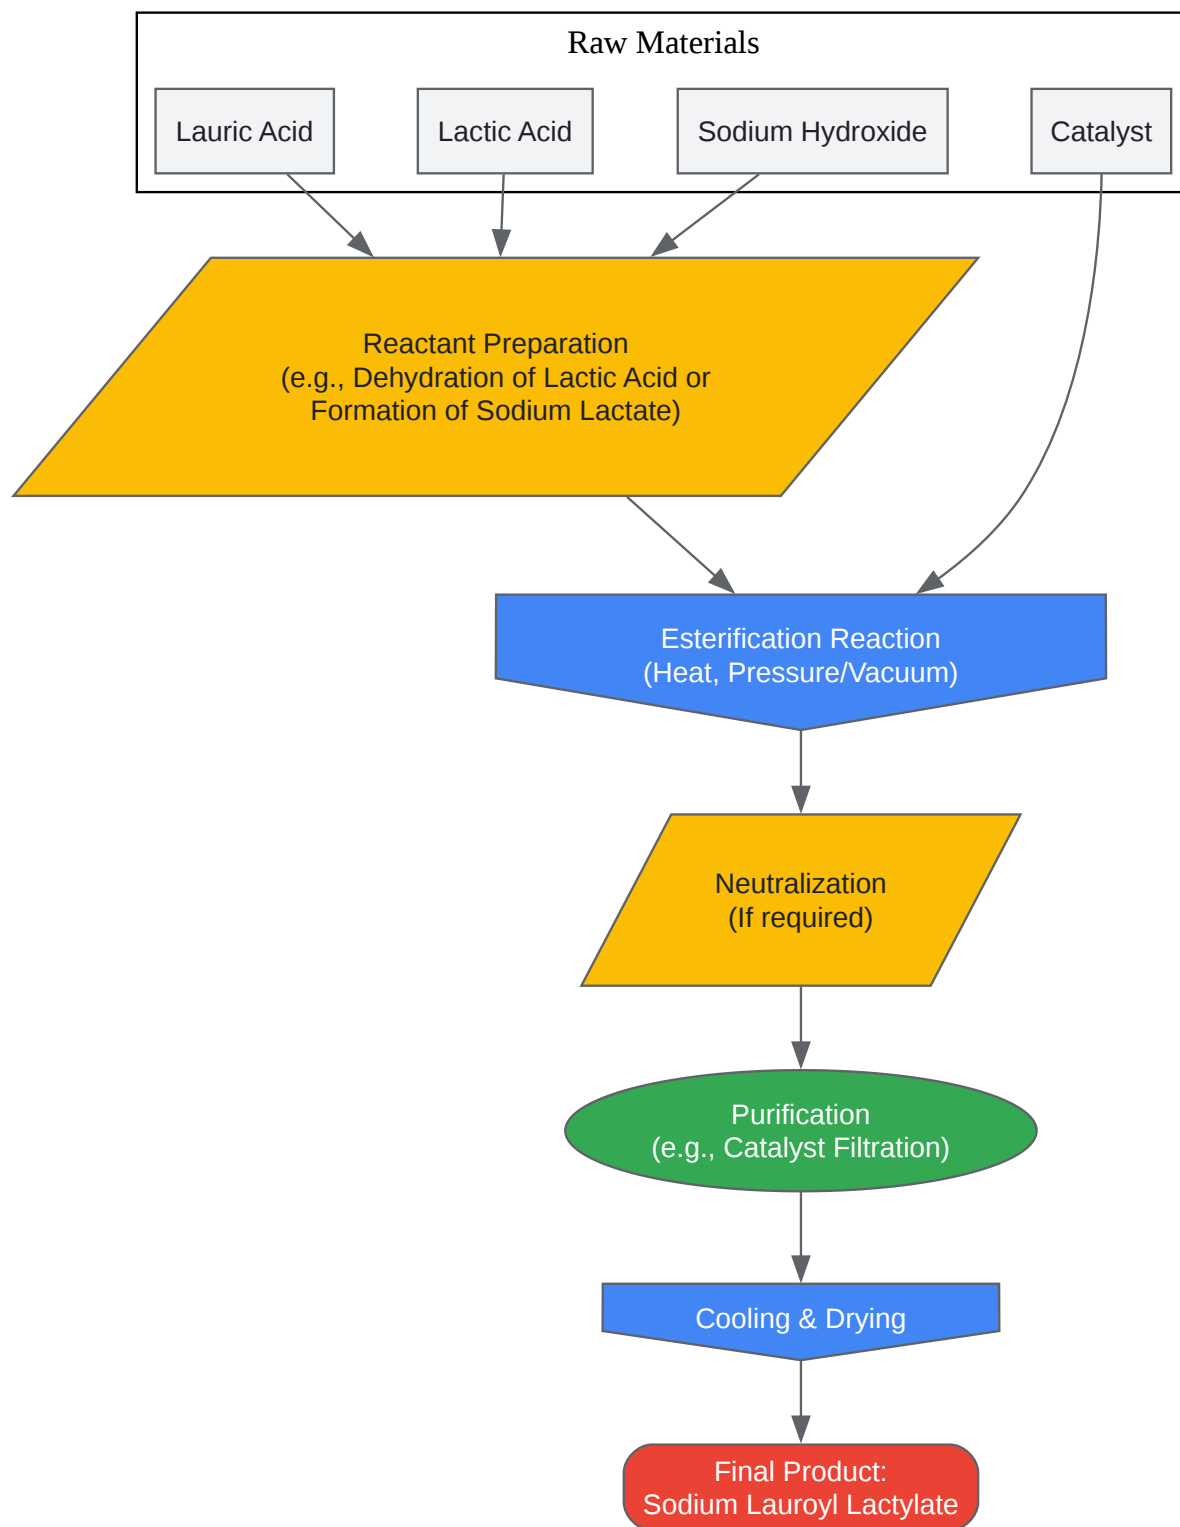 Raw Materials
Lauric Acid
Lactic Acid
Sodium Hydroxide
Catalyst
Reactant Preparation
(e.g., Dehydration of Lactic Acid or
Formation of Sodium Lactate)
Esterification Reaction
(Heat, Pressure/Vacuum)
Neutralization
(If required)
Purification
(e.g., Catalyst Filtration)
Cooling & Drying
Final Product:
Sodium Lauroyl Lactylate